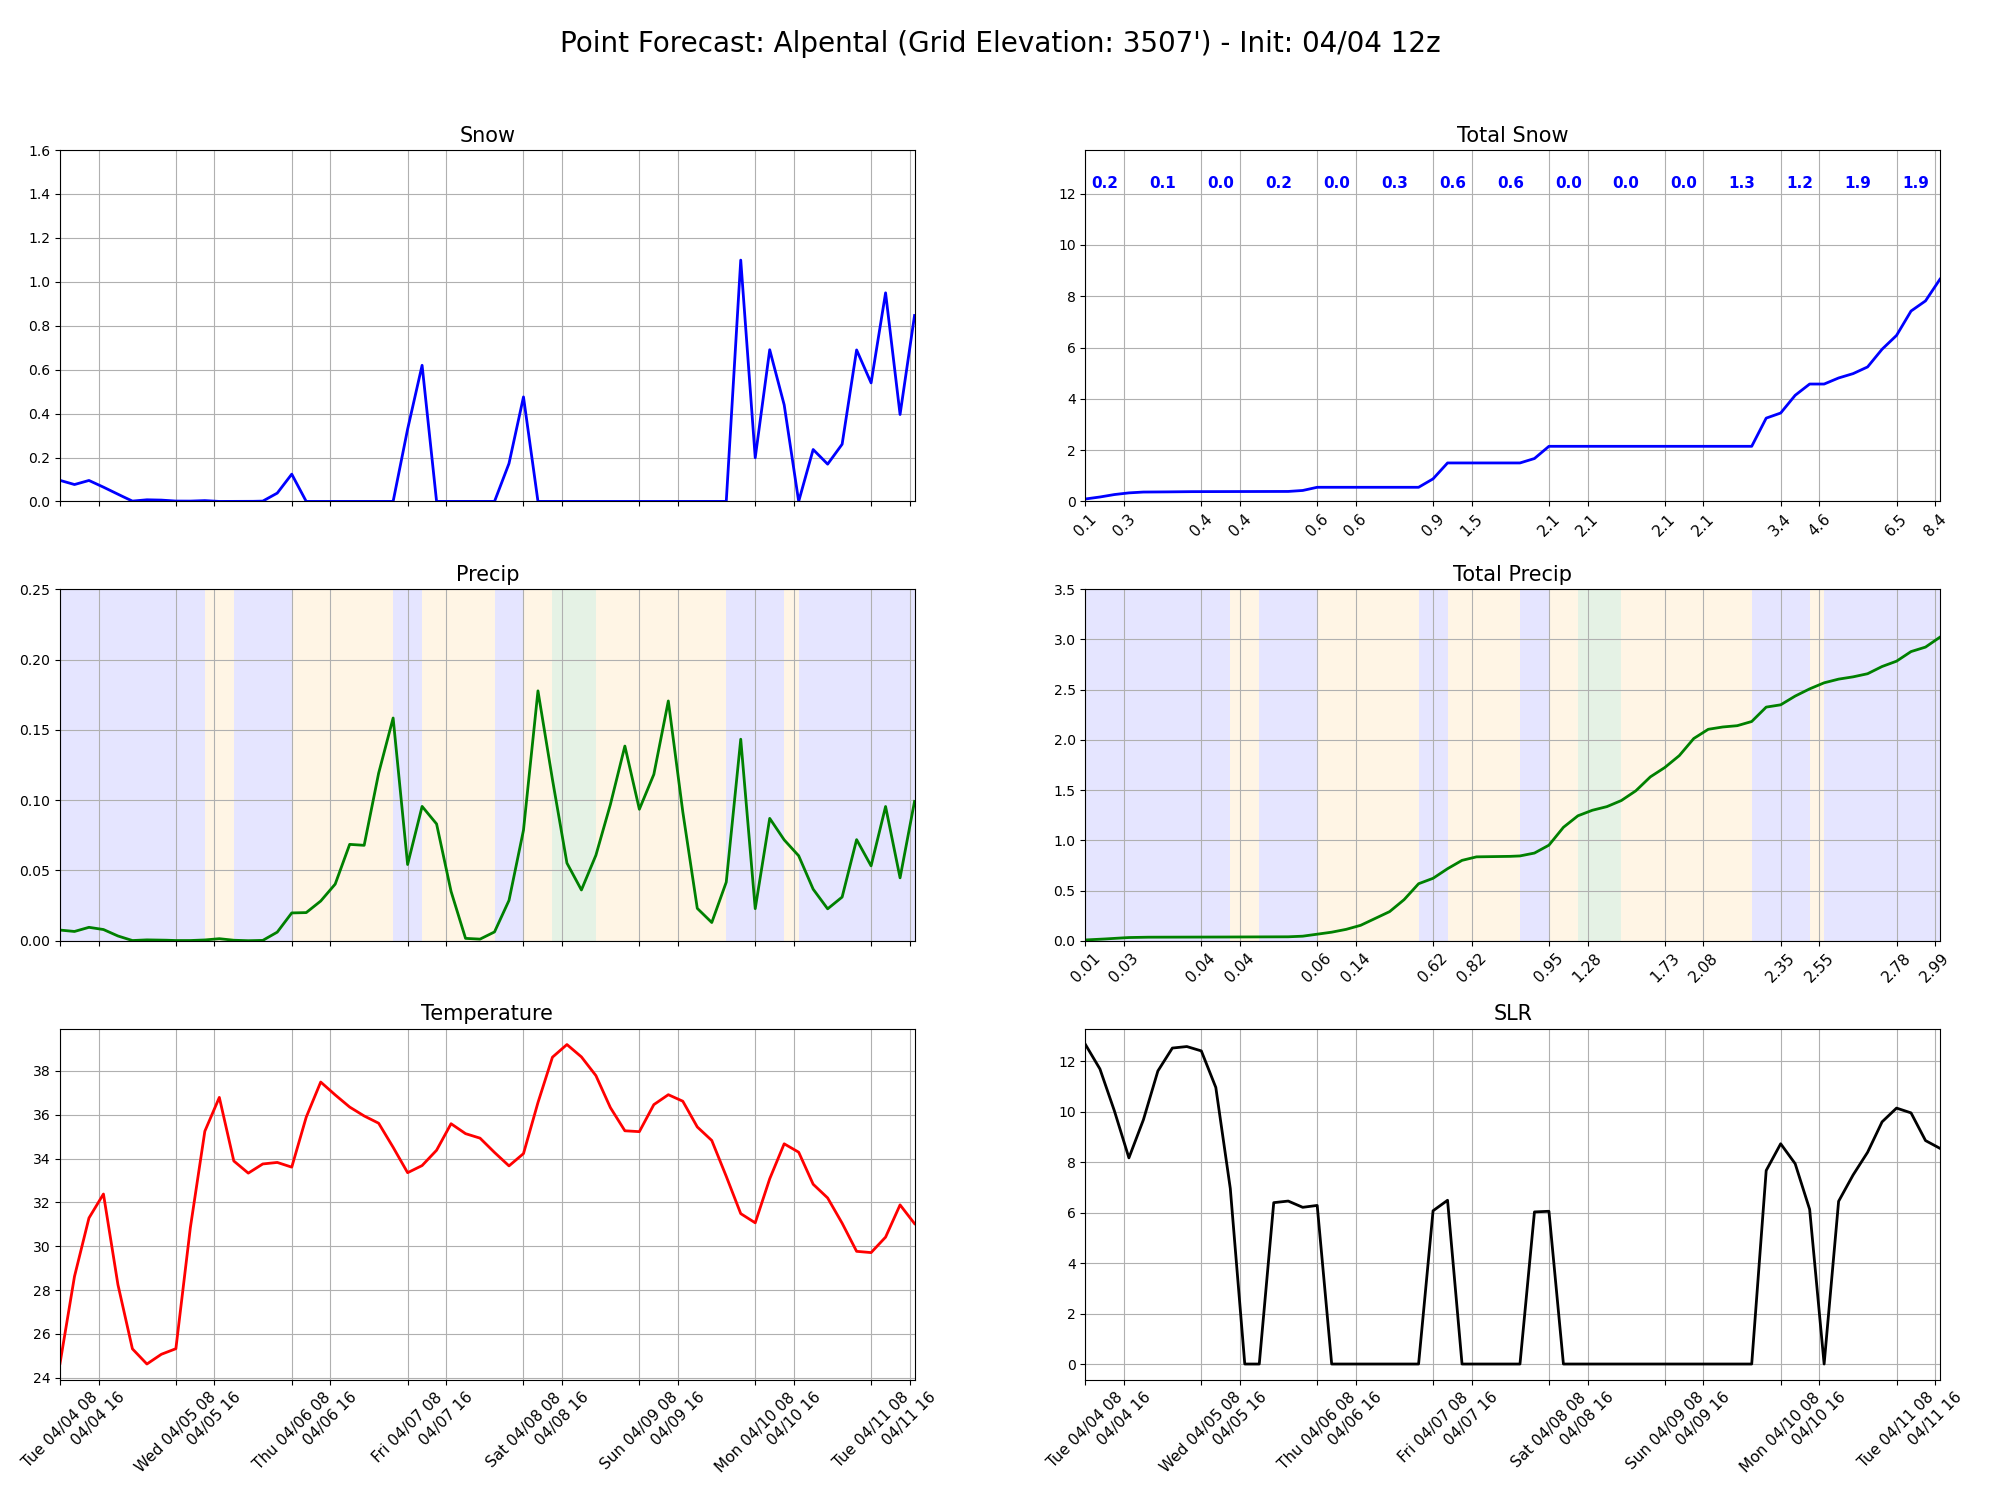 Point Forecast: Alpental (Grid Elevation: 3507') - Init: 04/04 12z
Snow
1.6
1.4
1.2
1.0
0.8
0.6
0.4
0.2
0.0
Total Snow
0.2 0.1 0.0 0.2 0.0 0.3 0.6 0.6 0.0 0.0 0.0 1.3 1.2 1.9 1.9
12
10
8
6
4
2
0
0.1 0.3 0.4 0.4 0.6 0.6 0.9 1.5 2.1 2.1 2.1 2.1 3.4 4.6 6.5 8.4
Precip
0.25
0.20
0.15
0.10
0.05
0.00
Total Precip
3.5
3.0
2.5
2.0
1.5
1.0
0.5
0.0
0.01 0.03 0.04 0.04 0.06 0.14 0.62 0.82 0.95 1.28 1.73 2.08 2.35 2.55 2.78 2.99
Temperature
38
36
34
32
30
28
26
24
Tue 04/04 08
04/04 16
Wed 04/05 08
04/05 16
Thu 04/06 08
04/06 16
Fri 04/07 08
04/07 16
Sat 04/08 08
04/08 16
Sun 04/09 08
04/09 16
Mon 04/10 08
04/10 16
Tue 04/11 08
04/11 16
SLR
12
10
8
6
4
2
0
Tue 04/04 08
04/04 16
Wed 04/05 08
04/05 16
Thu 04/06 08
04/06 16
Fri 04/07 08
04/07 16
Sat 04/08 08
04/08 16
Sun 04/09 08
04/09 16
Mon 04/10 08
04/10 16
Tue 04/11 08
04/11 16